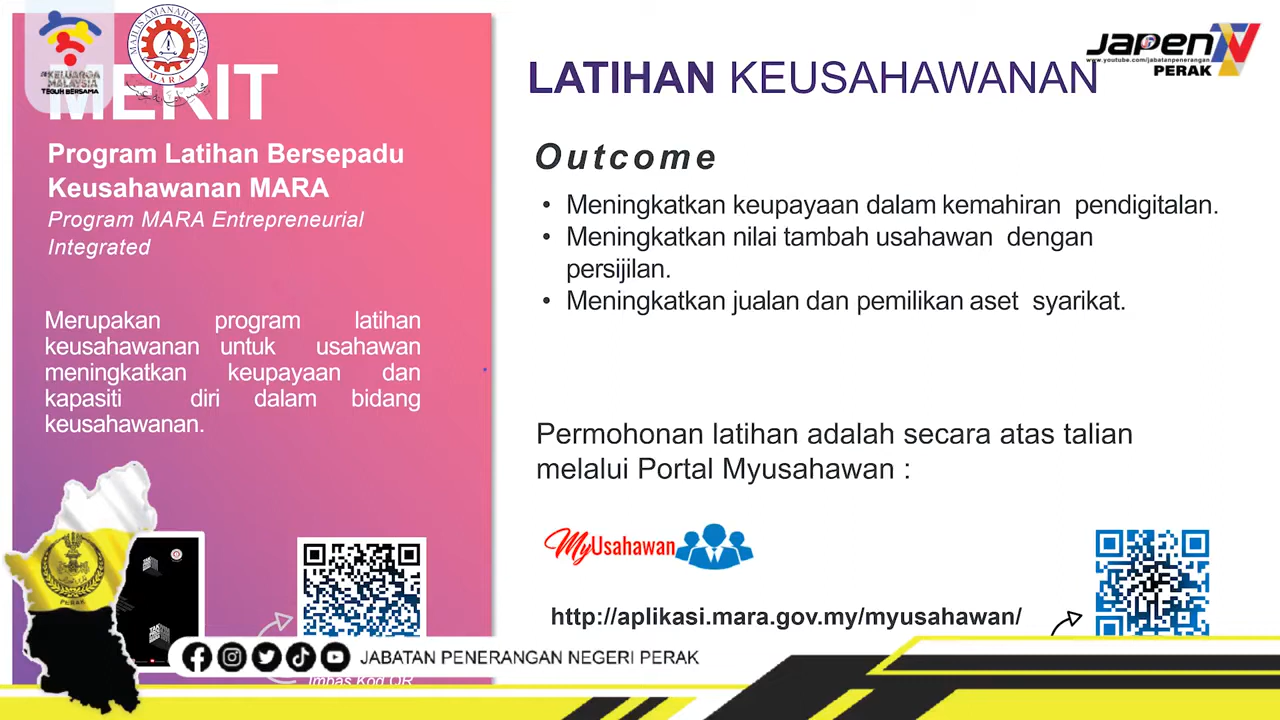 #KELUARGA
MALAYSIA
TEGUH BERSAMA
MAJLIS AMANAH RAKYAT
MARA
MERIT
Program Latihan Bersepadu
Keusahawanan MARA
Program MARA Entrepreneurial
Integrated
Merupakan program latihan
keusahawanan untuk usahawan
meningkatkan keupayaan dan
kapasiti diri dalam bidang
keusahawanan.
PERAK
Imbas Kod QR
JAPEN TV
www.youtube.com/jabatanpenerangan
PERAK
LATIHAN KEUSAHAWANAN
Outcome
• Meningkatkan keupayaan dalam kemahiran pendigitalan.
• Meningkatkan nilai tambah usahawan dengan
persijilan.
• Meningkatkan jualan dan pemilikan aset syarikat.
Permohonan latihan adalah secara atas talian
melalui Portal Myusahawan :
MyUsahawan
http://aplikasi.mara.gov.my/myusahawan/
JABATAN PENERANGAN NEGERI PERAK